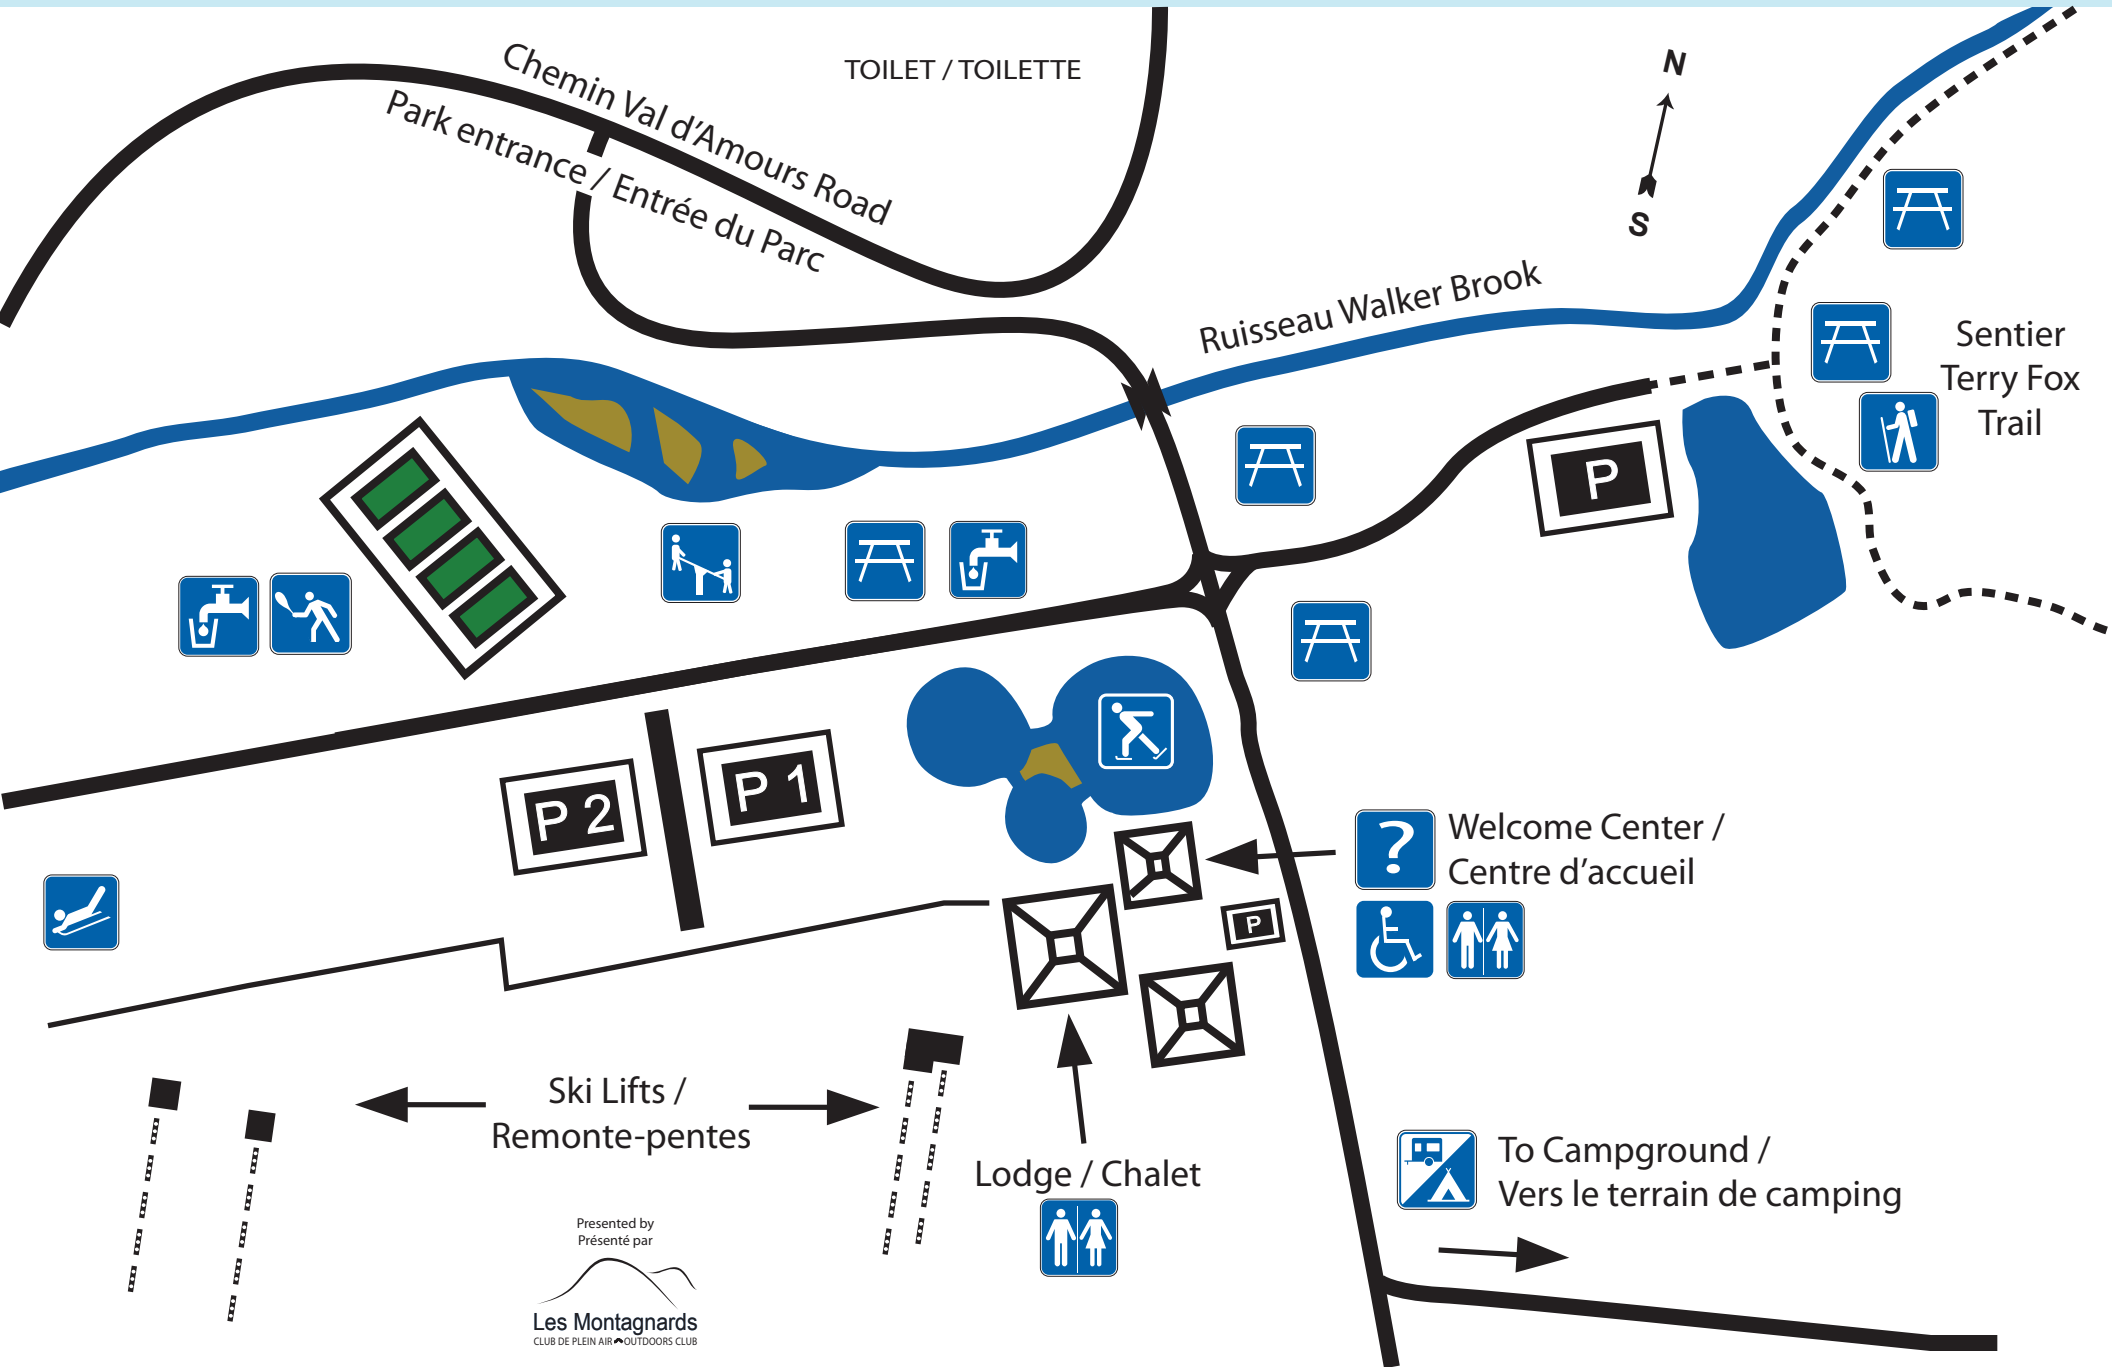 TOILET / TOILETTE
Chemin Val d'Amours Road
Park entrance / Entrée du Parc
N
S
Ruisseau Walker Brook
Sentier
Terry Fox
Trail
P
P 2
P 1
?
Welcome Center /
Centre d'accueil
P
Ski Lifts /
Remonte-pentes
Lodge / Chalet
To Campground /
Vers le terrain de camping
Presented by
Présenté par
Les Montagnards
CLUB DE PLEIN AIR OUTDOORS CLUB